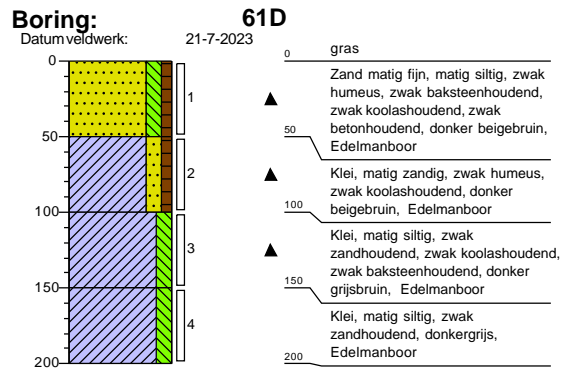 Boring: 61D
Datum veldwerk: 21-7-2023
0
50
100
150
200
1
2
3
4
0
gras
Zand matig fijn, matig siltig, zwak
humeus, zwak baksteenhoudend,
zwak koolashoudend, zwak
betonhoudend, donker beigebruin,
Edelmanboor
50
Klei, matig zandig, zwak humeus,
zwak koolashoudend, donker
beigebruin, Edelmanboor
100
Klei, matig siltig, zwak
zandhoudend, zwak koolashoudend,
zwak baksteenhoudend, donker
grijsbruin, Edelmanboor
150
Klei, matig siltig, zwak
zandhoudend, donkergrijs,
Edelmanboor
200